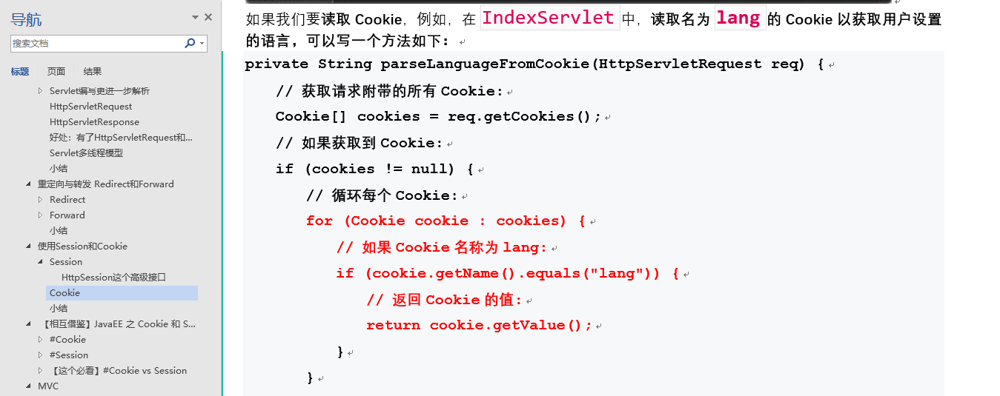 导航
搜索文档
标题 页面 结果
Servlet编写更进一步解析
HttpServletRequest
HttpServletResponse
好处：有了HttpServletRequest和...
Servlet多线程模型
小结
重定向与转发 Redirect和Forward
Redirect
Forward
小结
使用Session和Cookie
Session
HttpSession这个高级接口
Cookie
小结
【相互借鉴】JavaEE 之 Cookie 和 S...
#Cookie
#Session
【这个必看】#Cookie vs Session
MVC
如果我们要读取 Cookie，例如，在 IndexServlet 中，读取名为 lang 的 Cookie 以获取用户设置
的语言，可以写一个方法如下：
private String parseLanguageFromCookie(HttpServletRequest req) {
// 获取请求附带的所有 Cookie:
Cookie[] cookies = req.getCookies();
// 如果获取到 Cookie:
if (cookies != null) {
// 循环每个 Cookie:
for (Cookie cookie : cookies) {
// 如果 Cookie 名称为 lang:
if (cookie.getName().equals("lang")) {
// 返回 Cookie 的值:
return cookie.getValue();
}
}